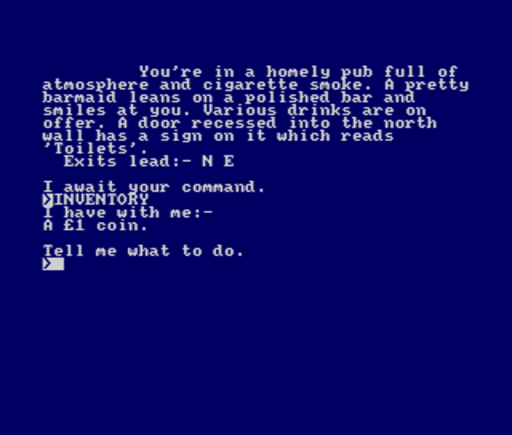 You're in a homely pub full of
atmosphere and cigarette smoke. A pretty
barmaid leans on a polished bar and
smiles at you. Various drinks are on
offer. A door recessed into the north
wall has a sign on it which reads
'Toilets'.
Exits lead:- N E
I await your command.
>INVENTORY
I have with me:-
A £1 coin.
Tell me what to do.
>